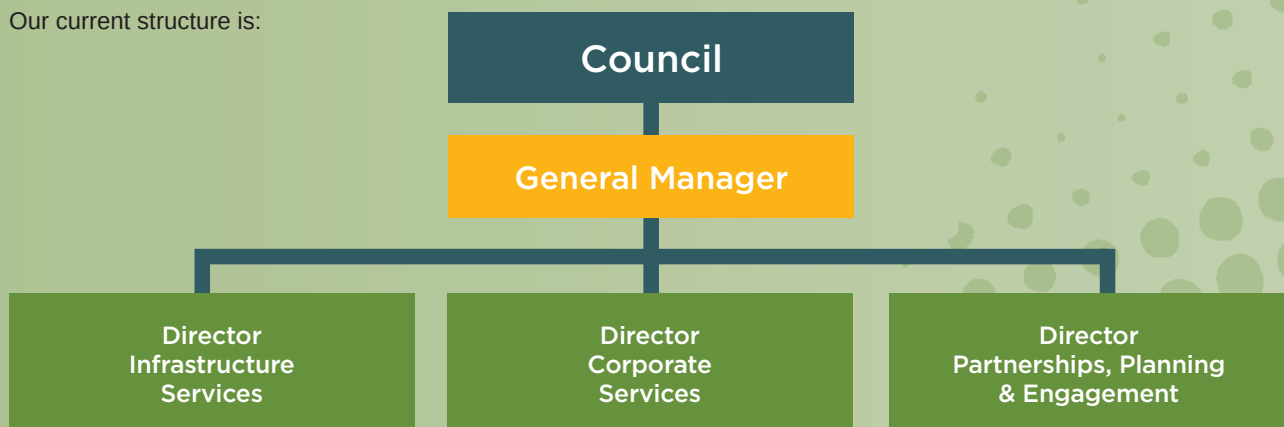 Our current structure is:
Council
General Manager
Director
Infrastructure
Services
Director
Corporate
Services
Director
Partnerships, Planning
& Engagement